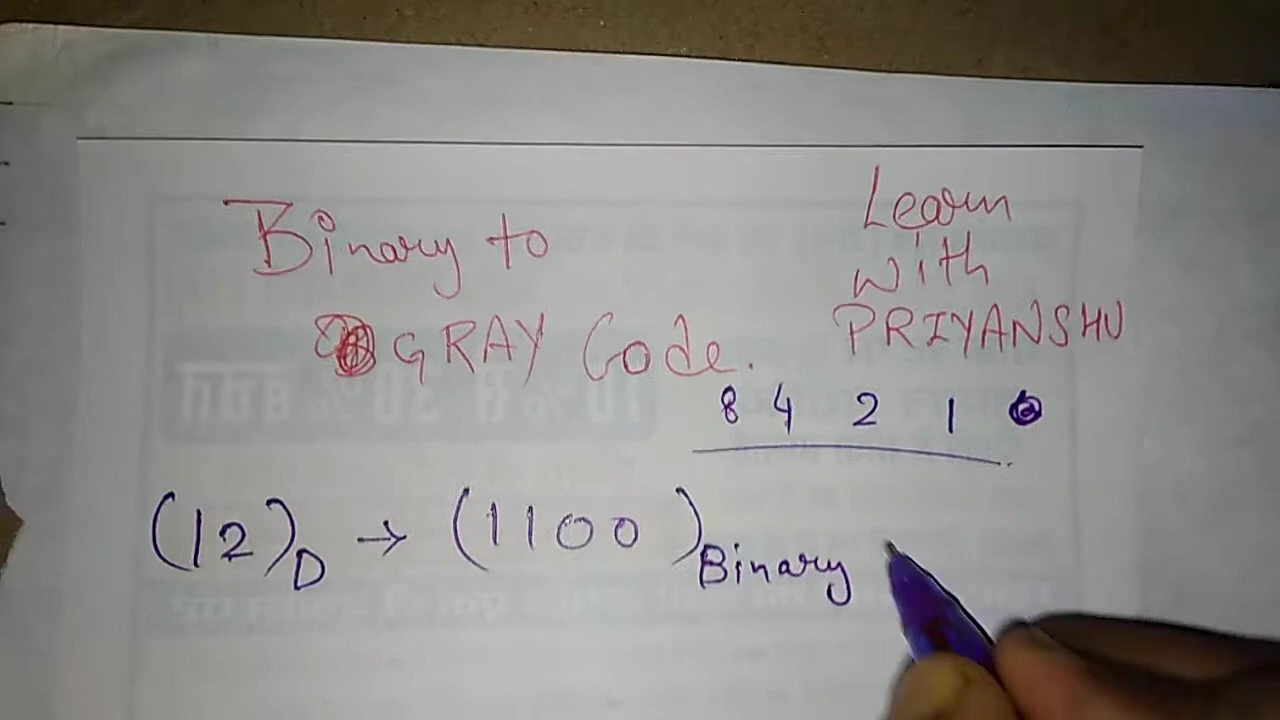 Binary to
GRAY Code.
Learn
with
PRIYANSHU
8 4 2 1
(12)D → (1100)Binary